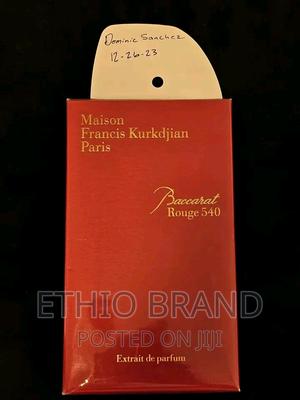 Dominic Sanchez
12-26-23
Maison
Francis Kurkdjian
Paris
Baccarat
Rouge 540
ETHIO BRAND
POSTED ON JIJI
Extrait de parfum